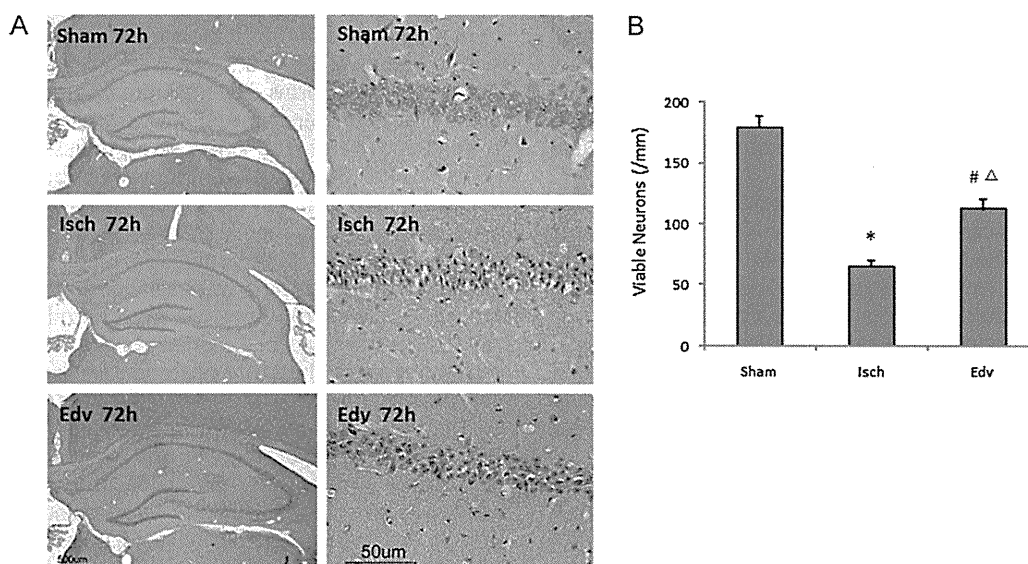 A
B
Sham 72h
Sham 72h
Isch 72h
Isch 72h
Edv 72h
Edv 72h
500um
50um
Viable Neurons (/mm)
200
150
100
50
0
*
# △
Sham
Isch
Edv